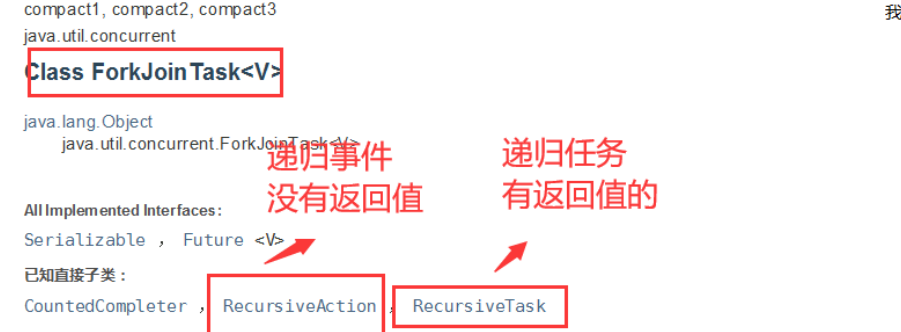 compact1, compact2, compact3
我
java.util.concurrent
Class ForkJoinTask<V>
java.lang.Object
java.util.concurrent.ForkJoinTask<V>
递归事件
没有返回值
递归任务
有返回值的
All Implemented Interfaces:
Serializable , Future <V>
已知直接子类：
CountedCompleter , RecursiveAction , RecursiveTask